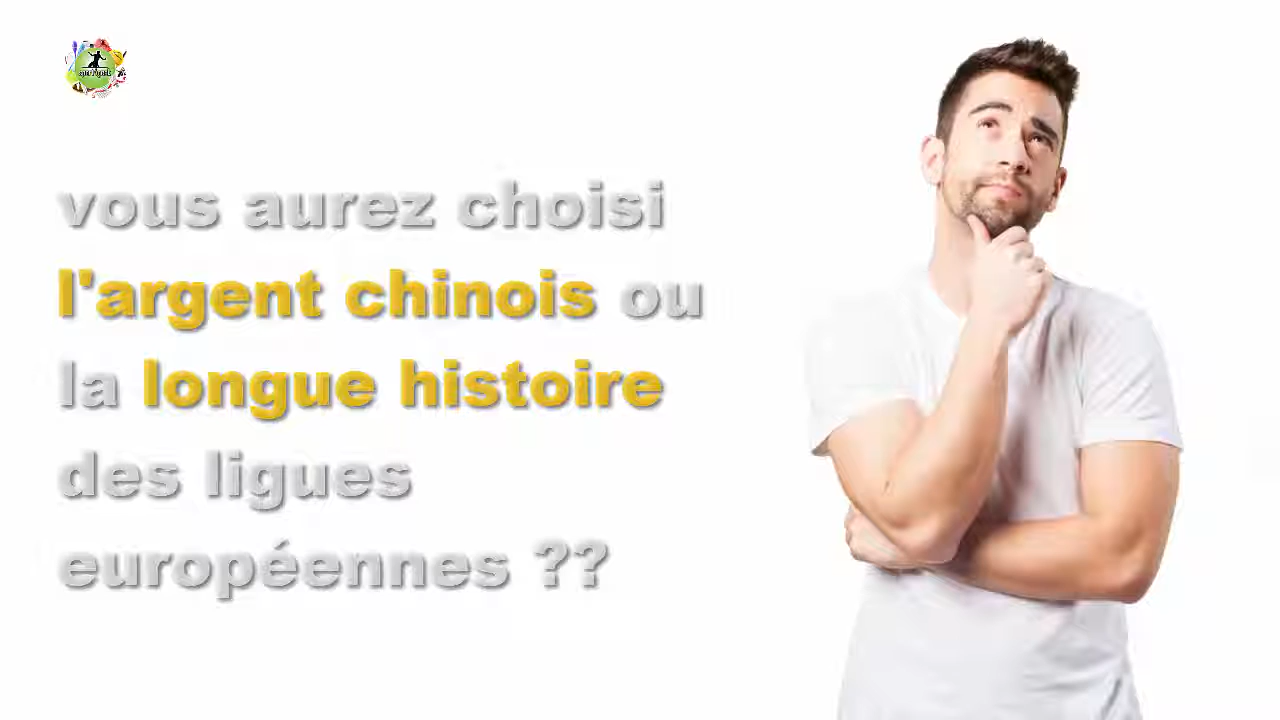 vous aurez choisi
l'argent chinois ou
la longue histoire
des ligues
européennes ??